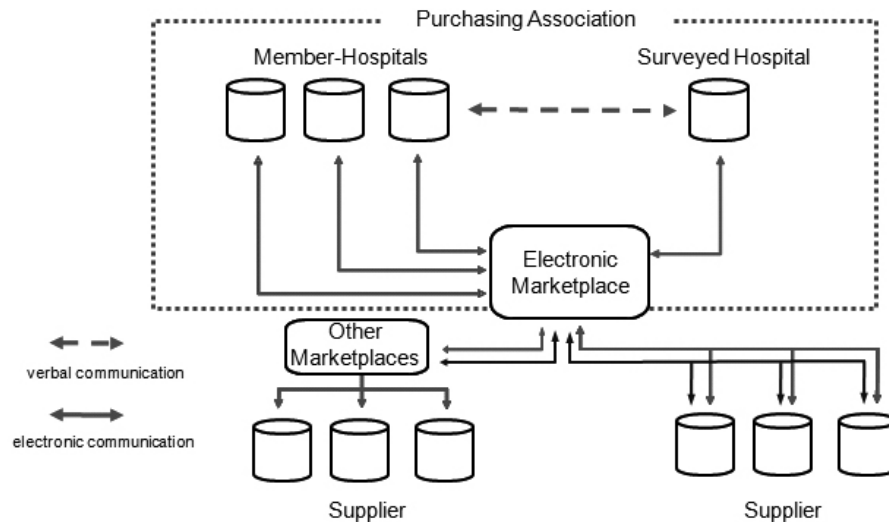 Purchasing Association
Member-Hospitals
Surveyed Hospital
Electronic
Marketplace
Other
Marketplaces
verbal communication
electronic communication
Supplier
Supplier